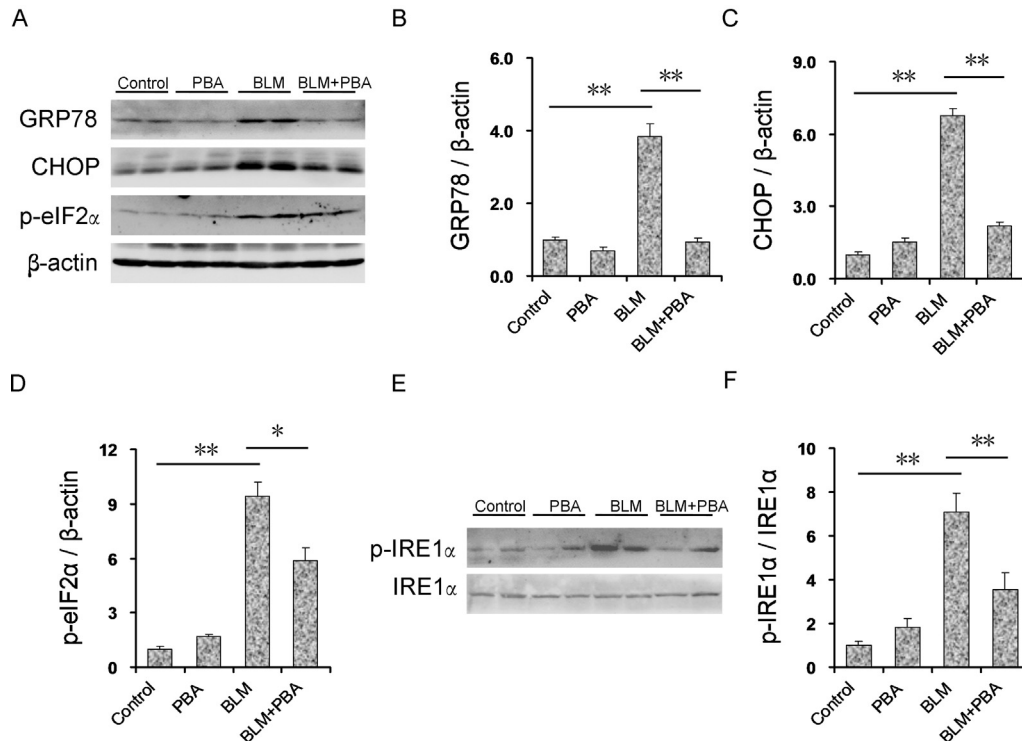 A
Control PBA BLM BLM+PBA
GRP78
CHOP
p-eIF2α
β-actin
B
GRP78 / β-actin
6.0
4.0
2.0
0.0
** **
Control PBA BLM BLM+PBA
C
CHOP / β-actin
9.0
6.0
3.0
0.0
** **
Control PBA BLM BLM+PBA
D
p-eIF2α / β-actin
12
9
6
3
0
** *
Control PBA BLM BLM+PBA
E
Control PBA BLM BLM+PBA
p-IRE1α
IRE1α
F
p-IRE1α / IRE1α
10
8
6
4
2
0
** **
Control PBA BLM BLM+PBA